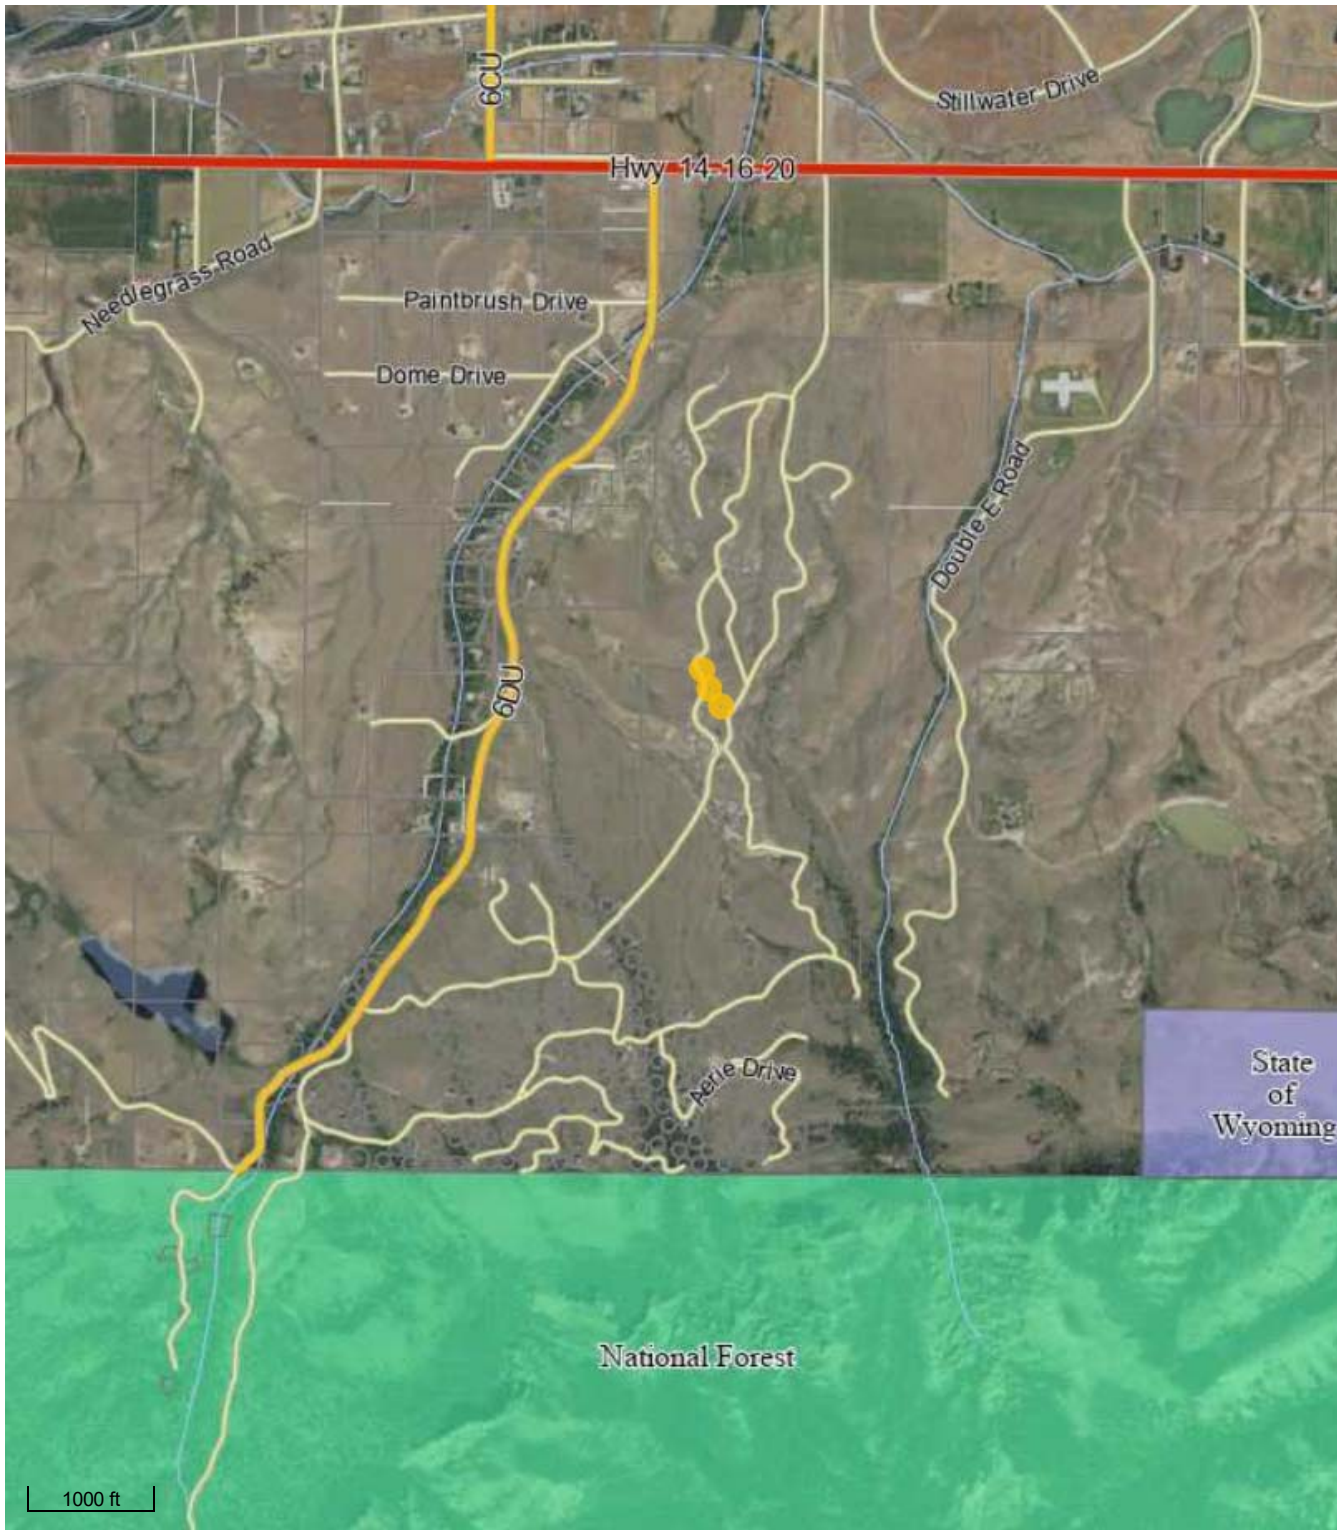 6CU
Stillwater Drive
Hwy 14-16-20
Needlegrass Road
Paintbrush Drive
Dome Drive
Double E Road
6DU
State
of
Wyoming
Aerie Drive
National Forest
1000 ft